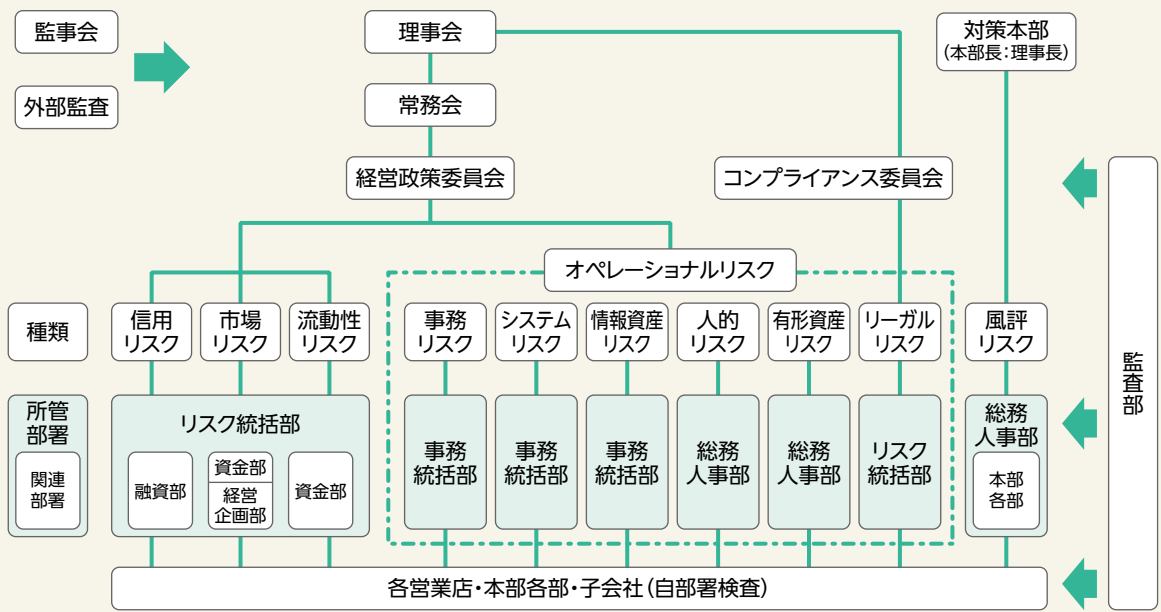 監事会
外部監査
理事会
常務会
経営政策委員会
コンプライアンス委員会
対策本部
(本部長:理事長)
オペレーショナルリスク
種類
信用
リスク
市場
リスク
流動性
リスク
事務
リスク
システム
リスク
情報資産
リスク
人的
リスク
有形資産
リスク
リーガル
リスク
風評
リスク
所管
部署
関連
部署
リスク統括部
融資部
資金部
経営
企画部
資金部
事務
統括部
事務
統括部
事務
統括部
総務
人事部
総務
人事部
リスク
統括部
総務
人事部
本部
各部
監査部
各営業店・本部各部・子会社(自部署検査)